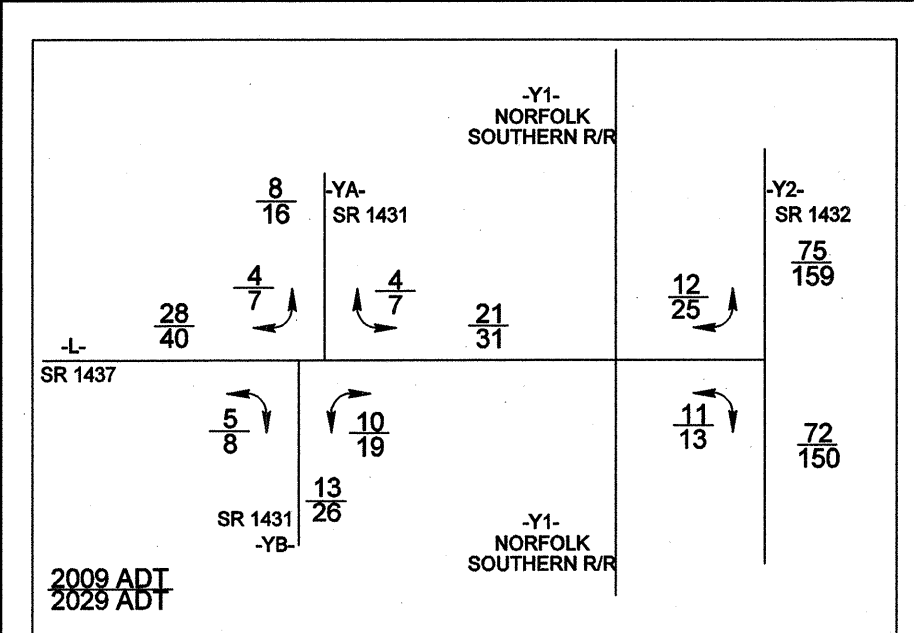 -Y1-
NORFOLK
SOUTHERN R/R
8
16
-YA-
SR 1431
-Y2-
SR 1432
75
159
4
7
4
7
12
25
28
40
21
31
-L-
SR 1437
5
8
10
19
11
13
72
150
13
26
SR 1431
-YB-
-Y1-
NORFOLK
SOUTHERN R/R
2009 ADT
2029 ADT